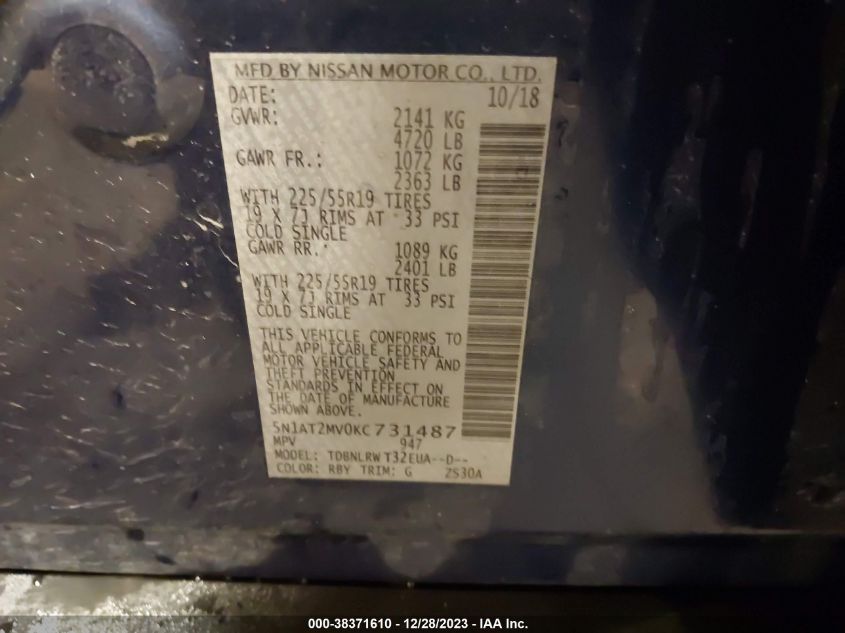 MFD BY NISSAN MOTOR CO., LTD.
DATE: 10/18
GVWR: 2141 KG
4720 LB
GAWR FR.: 1072 KG
2363 LB
WITH 225/55R19 TIRES
19 X 7J RIMS AT 33 PSI
COLD SINGLE
GAWR RR.: 1089 KG
2401 LB
WITH 225/55R19 TIRES
19 X 7J RIMS AT 33 PSI
COLD SINGLE
THIS VEHICLE CONFORMS TO
ALL APPLICABLE FEDERAL
MOTOR VEHICLE SAFETY AND
THEFT PREVENTION
STANDARDS IN EFFECT ON
THE DATE OF MANUFACTURE
SHOWN ABOVE.
5N1AT2MV0KC731487
MPV 947
MODEL: TDBNLRW T32EUA--D--
COLOR: RBY TRIM: G 2S30A
000-38371610 - 12/28/2023 - IAA Inc.